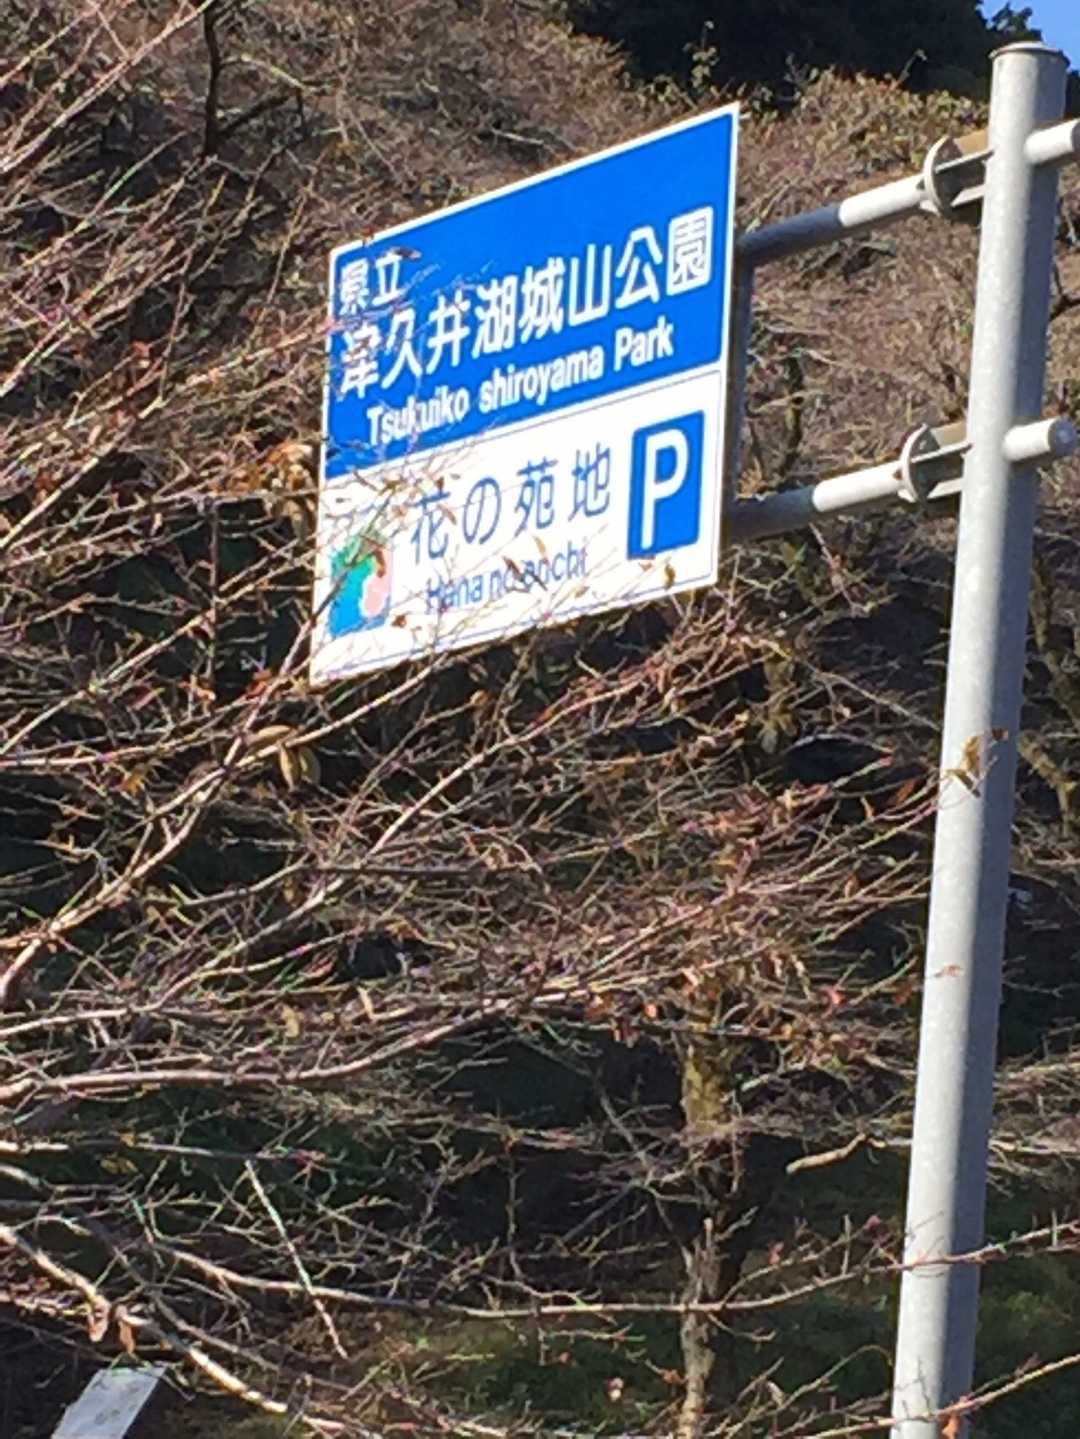 県立
津久井湖城山公園
Tsukuiko shiroyama Park
花の苑地
Hana no enchi
P